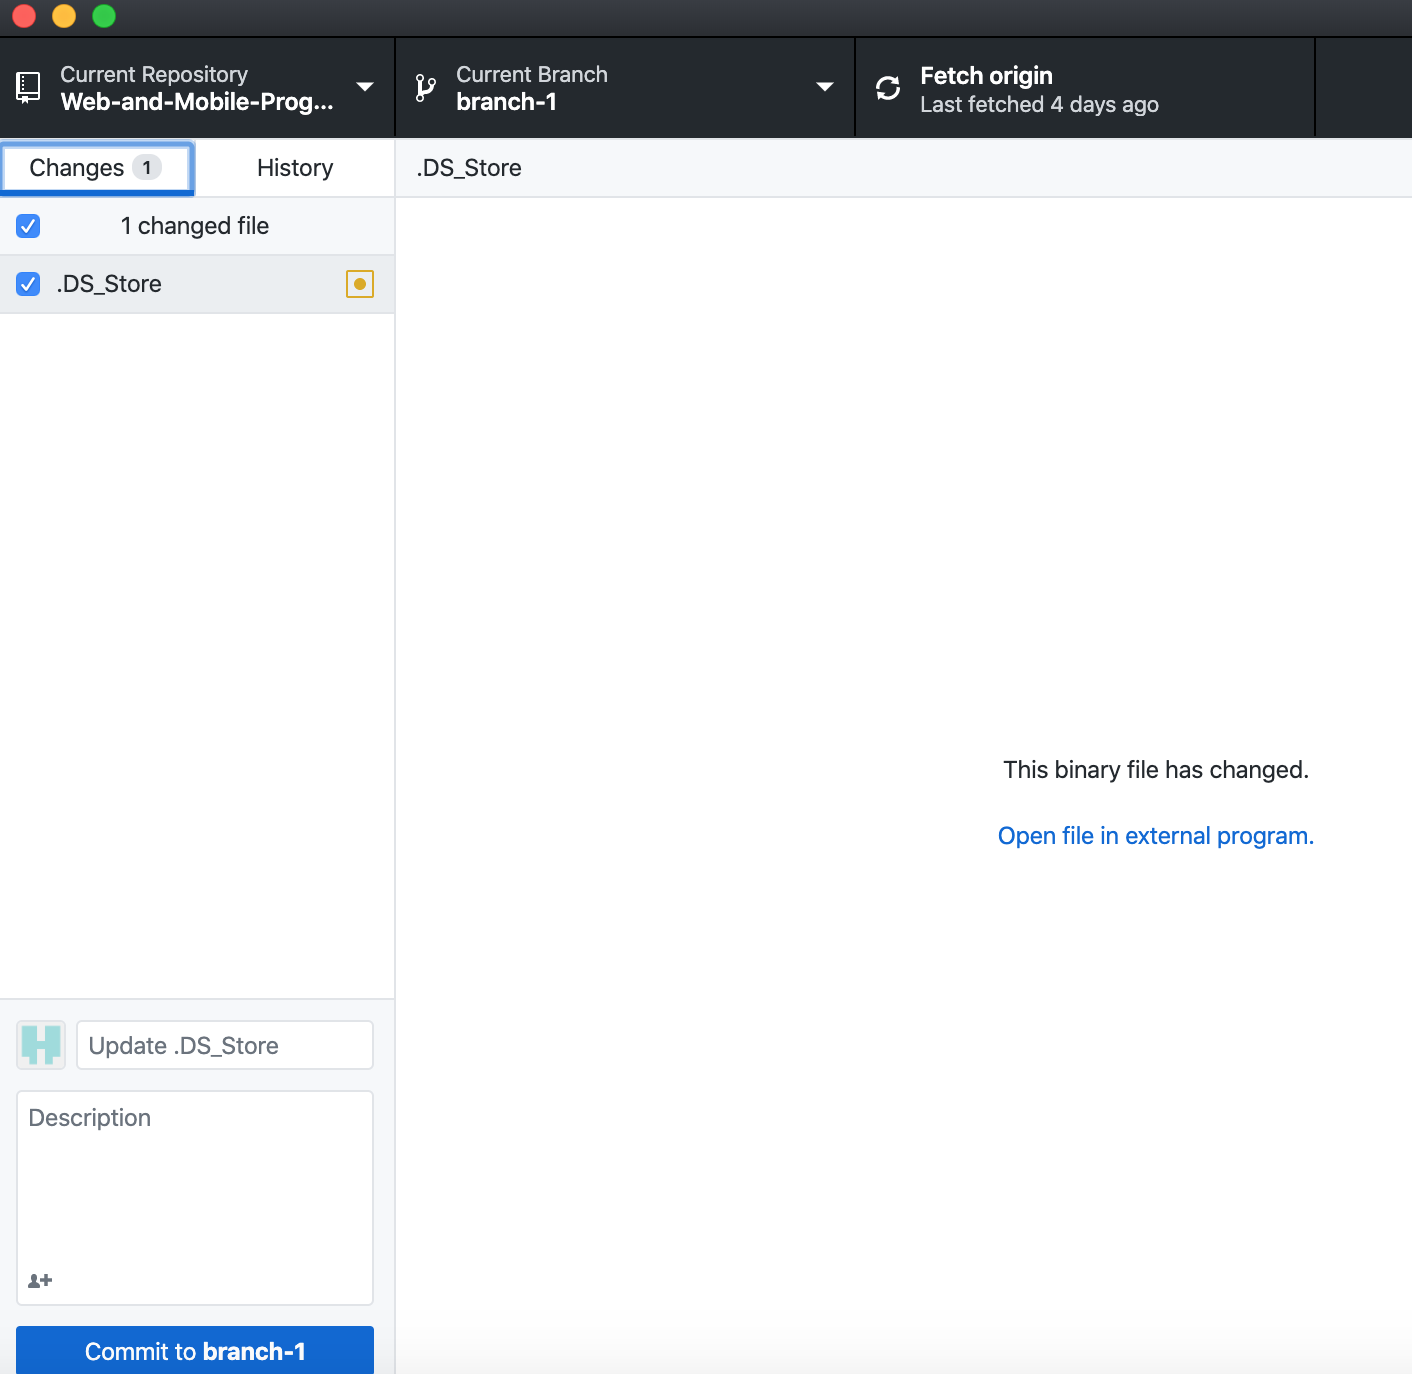 Current Repository
Web-and-Mobile-Prog...
Current Branch
branch-1
Fetch origin
Last fetched 4 days ago
Changes 1
History
.DS_Store
1 changed file
.DS_Store
This binary file has changed.
Open file in external program.
Update .DS_Store
Description
Commit to branch-1